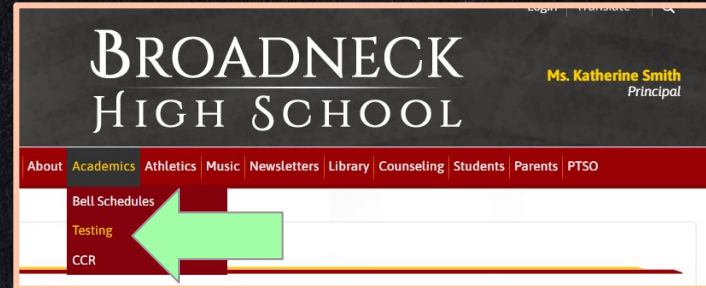 Login Translate
BROADNECK
HIGH SCHOOL
Ms. Katherine Smith
Principal
About Academics Athletics Music Newsletters Library Counseling Students Parents PTSO
Bell Schedules
Testing
CCR